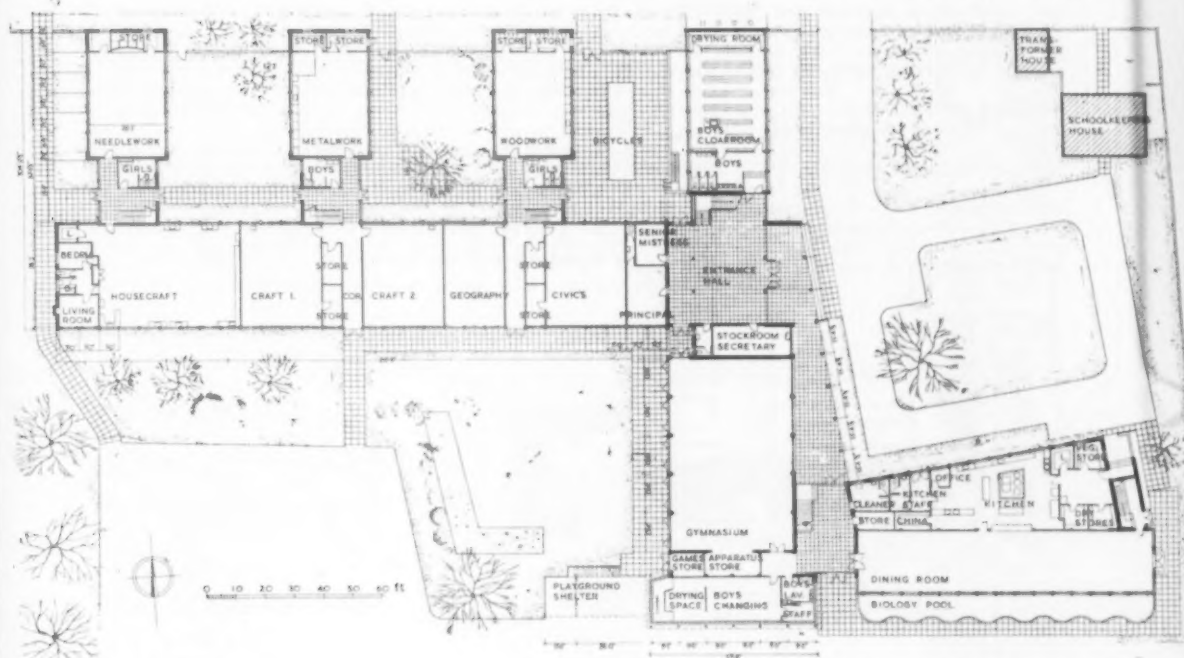 STORE
STORE STORE
STORE STORE
DRYING ROOM
TRANS-
FORMER
HOUSE
SCHOOLKEEPERS
HOUSE
NEEDLEWORK
METALWORK
WOODWORK
BICYCLES
BOYS
CLOAKROOM
BOYS
GIRLS
BOYS
GIRLS
SENIOR
MISTRESS
ENTRANCE
HALL
L.
BEDRM
LIVING
ROOM
HOUSECRAFT
CRAFT 1.
STORE
STORE
COR.
CRAFT 2.
GEOGRAPHY
STORE
STORE
CIVICS
PRINCIPAL
STOCKROOM &
SECRETARY
GYMNASIUM
GAMES
STORE
APPARATUS
STORE
PLAYGROUND
SHELTER
DRYING
SPACE
BOYS
CHANGING
BOYS
LAV.
STAFF
CLEANER
KITCHEN
STAFF
OFFICE
KITCHEN
VEG.
STORE
DRY
STORES
STORE
CHINA
DINING ROOM
BIOLOGY POOL
0 10 20 30 40 50 60 ft